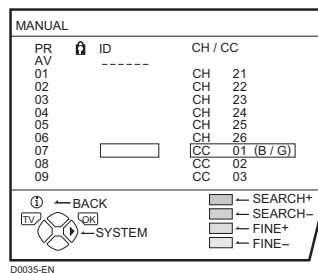 MANUAL
PR ID CH / CC
AV ------
01 CH 21
02 CH 22
03 CH 23
04 CH 24
05 CH 25
06 CH 26
07 CC 01 (B / G)
08 CC 02
09 CC 03
BACK SEARCH+
TV OK SEARCH–
SYSTEM FINE+
FINE–
D0035-EN